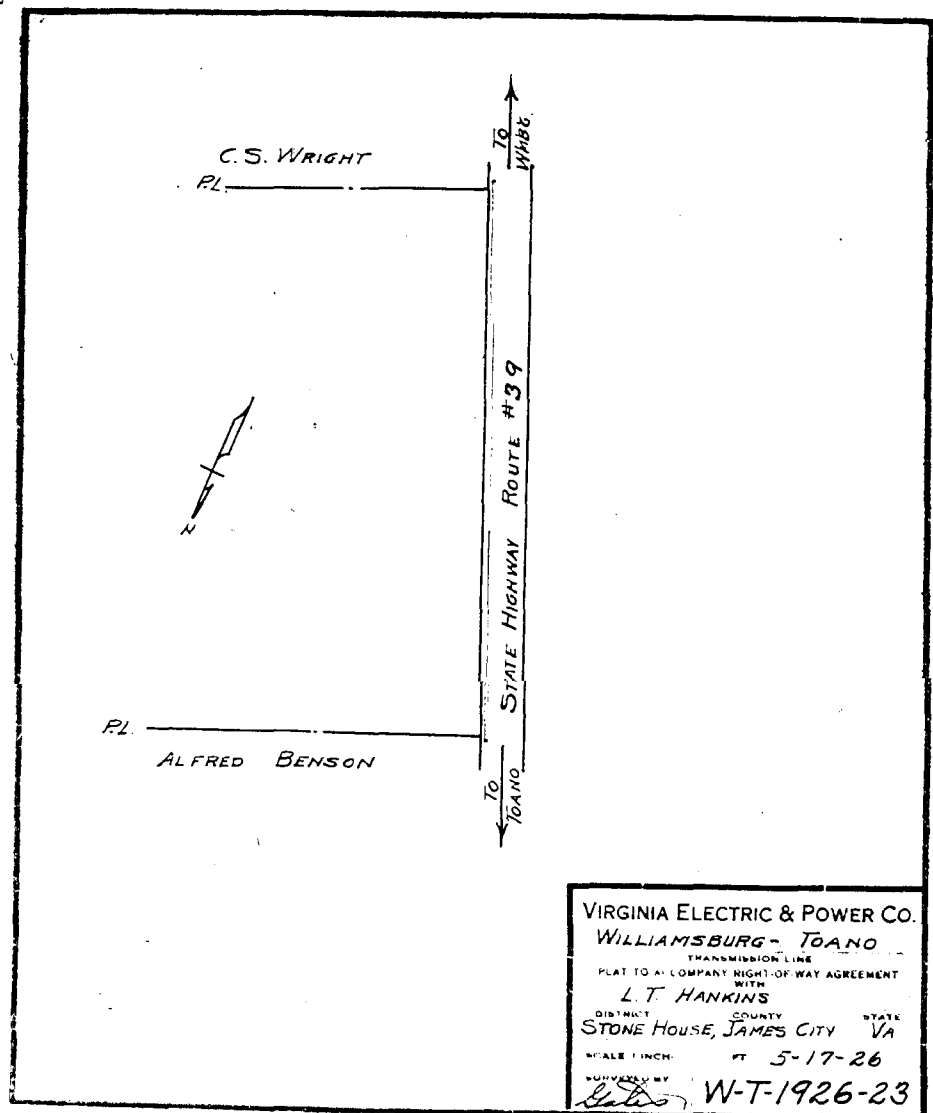 C. S. WRIGHT
P.L.
TO
WMBG.
N
STATE HIGHWAY ROUTE #39
P.L.
ALFRED BENSON
TO
TOANO
VIRGINIA ELECTRIC & POWER CO.
WILLIAMSBURG - TOANO
TRANSMISSION LINE
PLAT TO ACCOMPANY RIGHT-OF-WAY AGREEMENT
WITH
L. T. HANKINS
DISTRICT COUNTY STATE
STONE HOUSE, JAMES CITY VA
SCALE 1 INCH FT 5-17-26
SURVEYED BY
W-T-1926-23